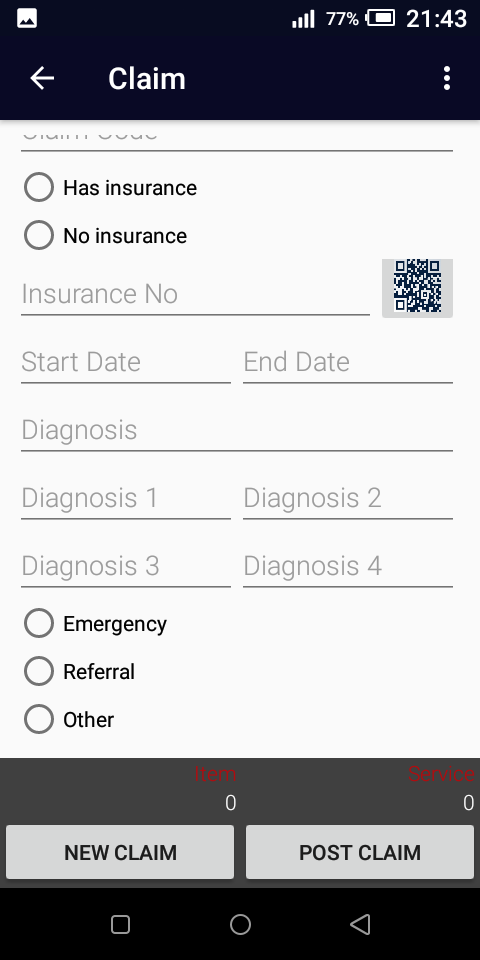 77% 21:43
Claim
Claim Code
Has insurance
No insurance
Insurance No
Start Date End Date
Diagnosis
Diagnosis 1 Diagnosis 2
Diagnosis 3 Diagnosis 4
Emergency
Referral
Other
Item Service
0 0
NEW CLAIM POST CLAIM